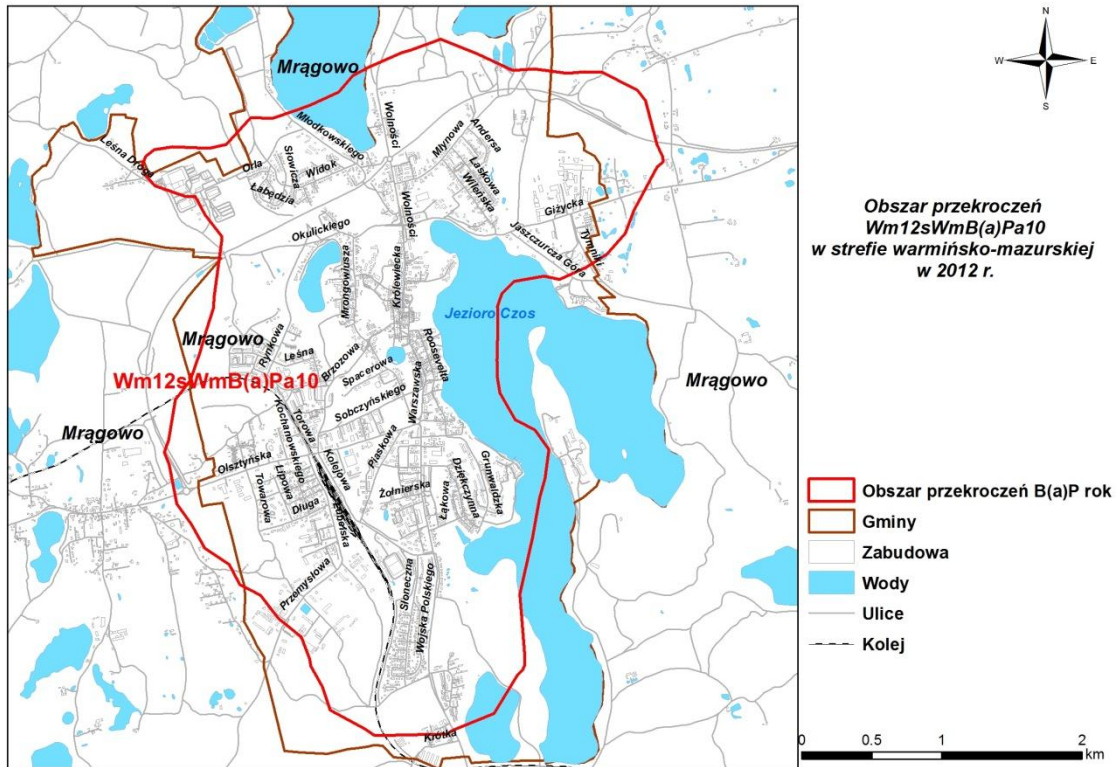 Mrągowo
Młodkowskiego
Wolności
Leśna Droga
Orla
Słowicza
Widok
Łabędzia
Młynowa
Andersa
Laskowa
Wileńska
Giżycka
Tymniki
Jaszczurcza Góra
Wolności
Okulickiego
Mrongowiusza
Królewiecka
Jezioro Czos
Mrągowo
Rynkowa
Leśna
Brzozowa
Spacerowa
Roosevelta
Warszawska
Wm12sWmB(a)Pa10
Mrągowo
Mrągowo
Sobczyńskiego
Torowa
Kochanowskiego
Kolejowa
Piaskowa
Olsztyńska
Lipowa
Towarowa
Długa
Żołnierska
Łąkowa
Dziękczynna
Grunwaldzka
Przemysłowa
Słoneczna
Wojska Polskiego
Krótka
N
W
E
S
Obszar przekroczeń
Wm12sWmB(a)Pa10
w strefie warmińsko-mazurskiej
w 2012 r.
Obszar przekroczeń B(a)P rok
Gminy
Zabudowa
Wody
Ulice
Kolej
0 0.5 1 2
km